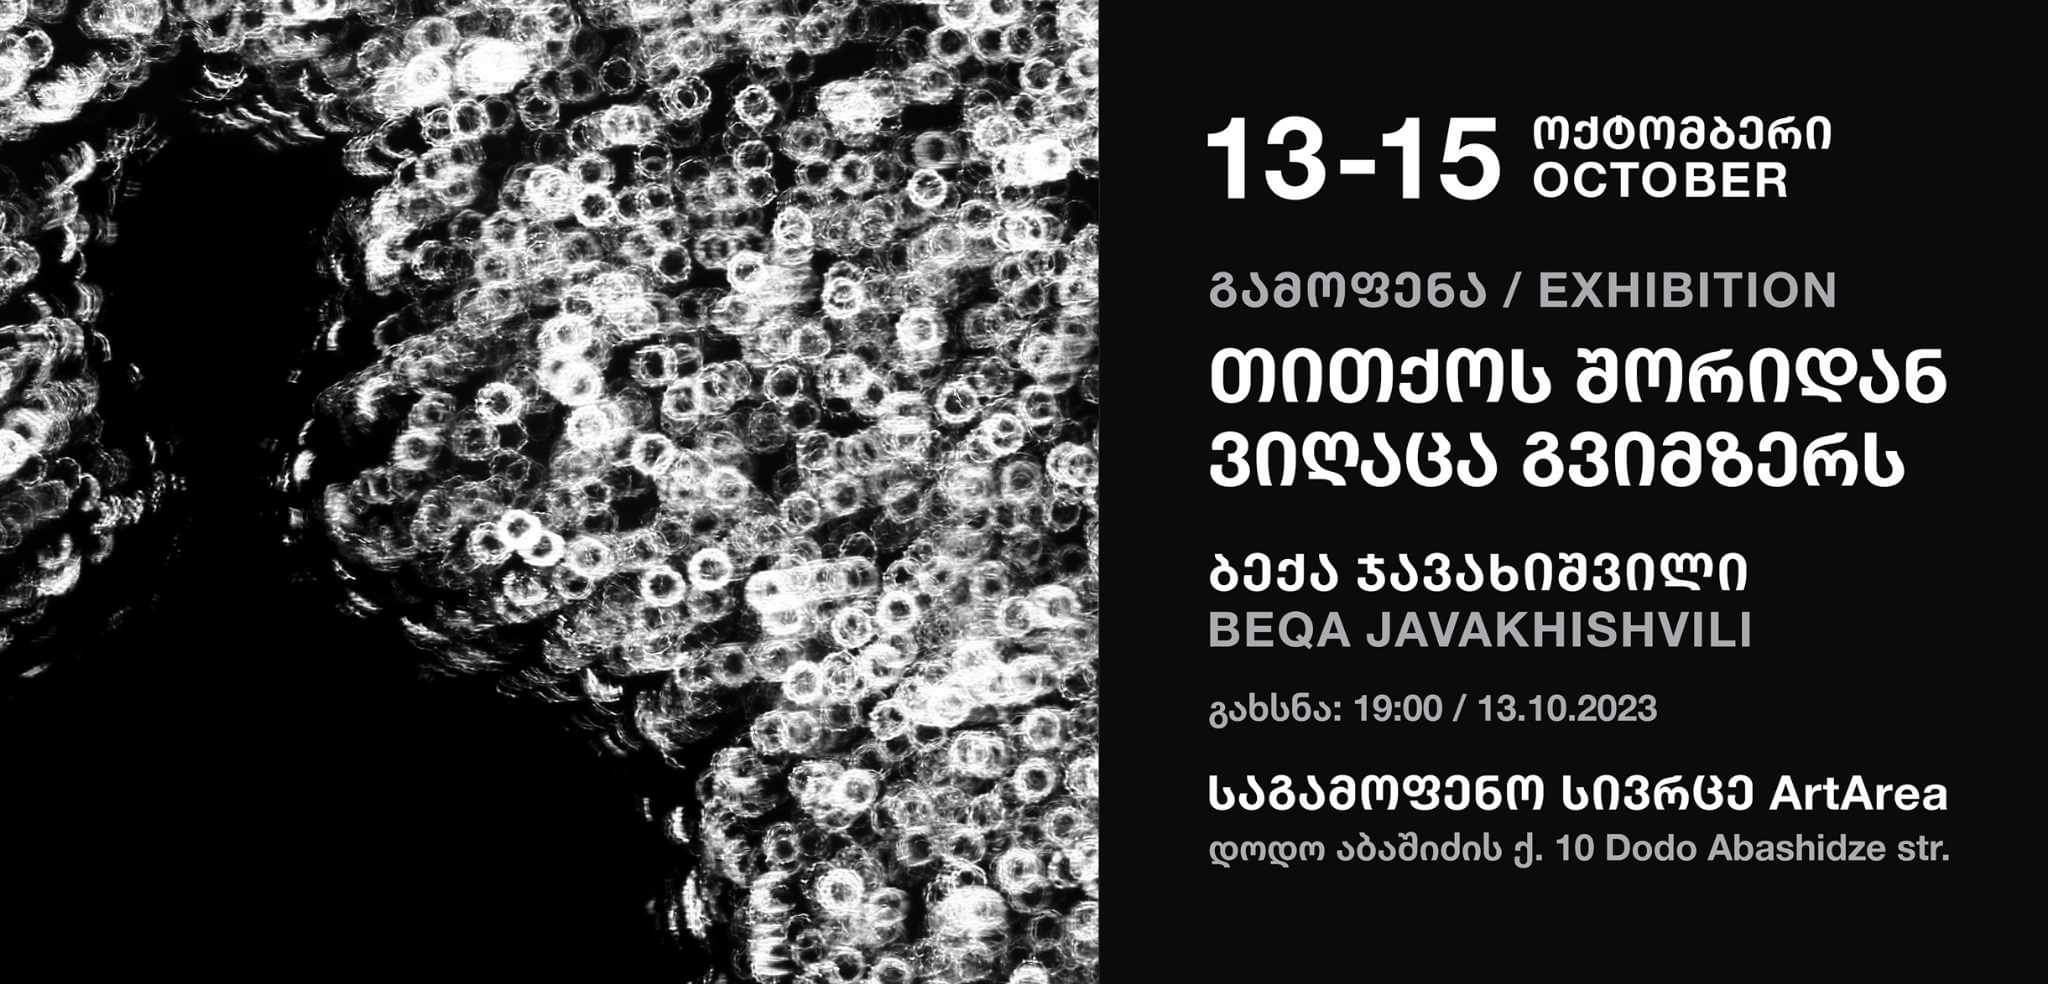 13-15 ოქტომბერი
OCTOBER
გამოფენა / EXHIBITION
თითქოს შორიდან
ვიღაცა გვიმზერს
ბექა ჯავახიშვილი
BEQA JAVAKHISHVILI
გახსნა: 19:00 / 13.10.2023
საგამოფენო სივრცე ArtArea
დოდო აბაშიძის ქ. 10 Dodo Abashidze str.